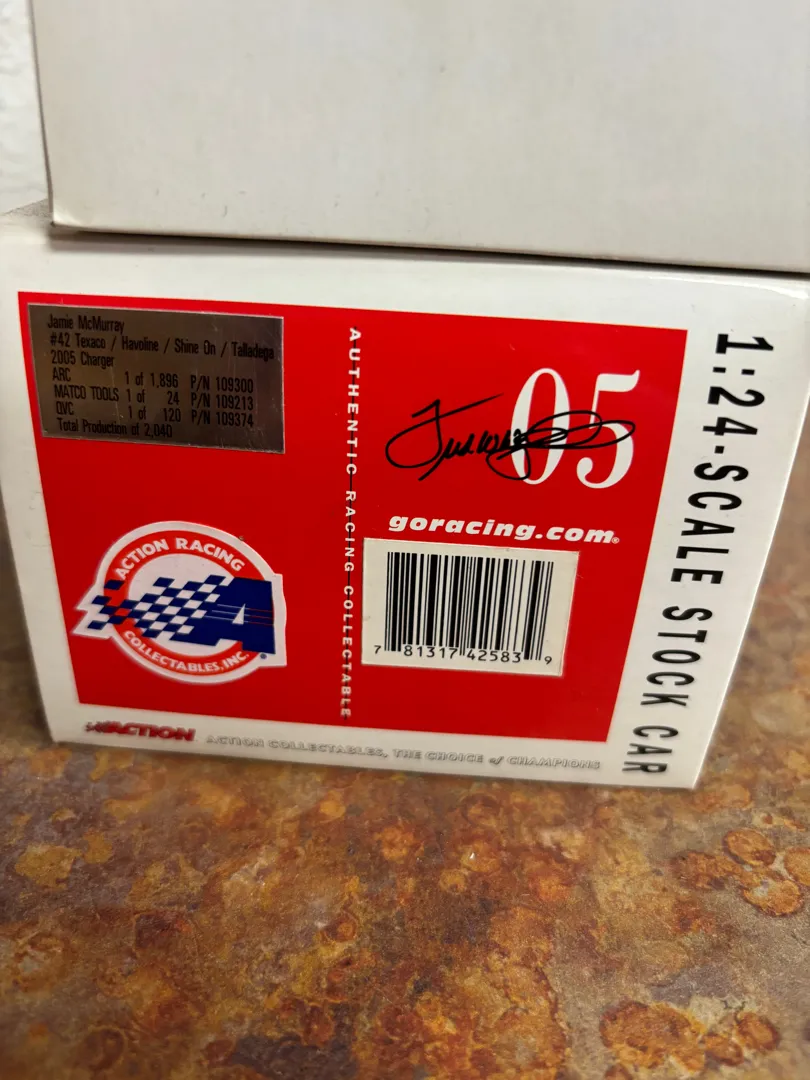 Jamie McMurray
#42 Texaco / Havoline / Shine On / Talladega
2005 Charger
ARC 1 of 1,896 P/N 109300
MATCO TOOLS 1 of 24 P/N 109213
QVC 1 of 120 P/N 109374
Total Production of 2,040
AUTHENTIC RACING COLLECTABLE
05
goracing.com®
7 81317 42583 9
ACTION RACING
A
COLLECTABLES, INC.
ACTION
ACTION COLLECTABLES, THE CHOICE of CHAMPIONS
1:24-SCALE STOCK CAR